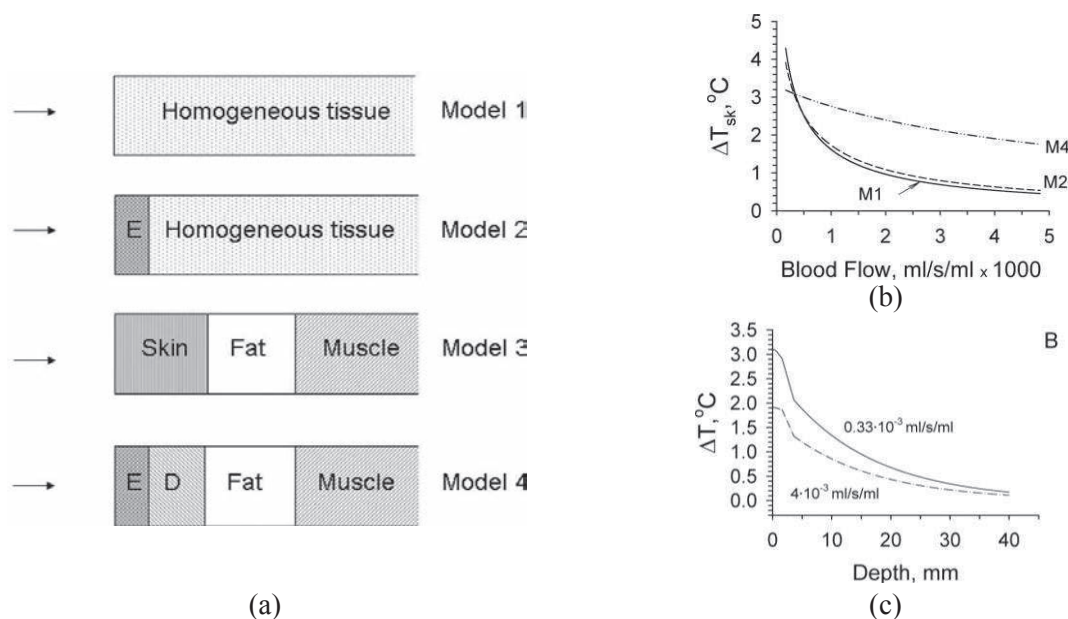 Homogeneous tissue Model 1
E Homogeneous tissue Model 2
Skin Fat Muscle Model 3
E D Fat Muscle Model 4
(a)
5
4
3
2
1
0
ΔT_sk, °C
M4
M2
M1
0 1 2 3 4 5
Blood Flow, ml/s/ml x 1000
(b)
3.5
3.0
2.5
2.0
1.5
1.0
0.5
0.0
ΔT, °C
B
0.33·10⁻³ ml/s/ml
4·10⁻³ ml/s/ml
0 10 20 30 40
Depth, mm
(c)